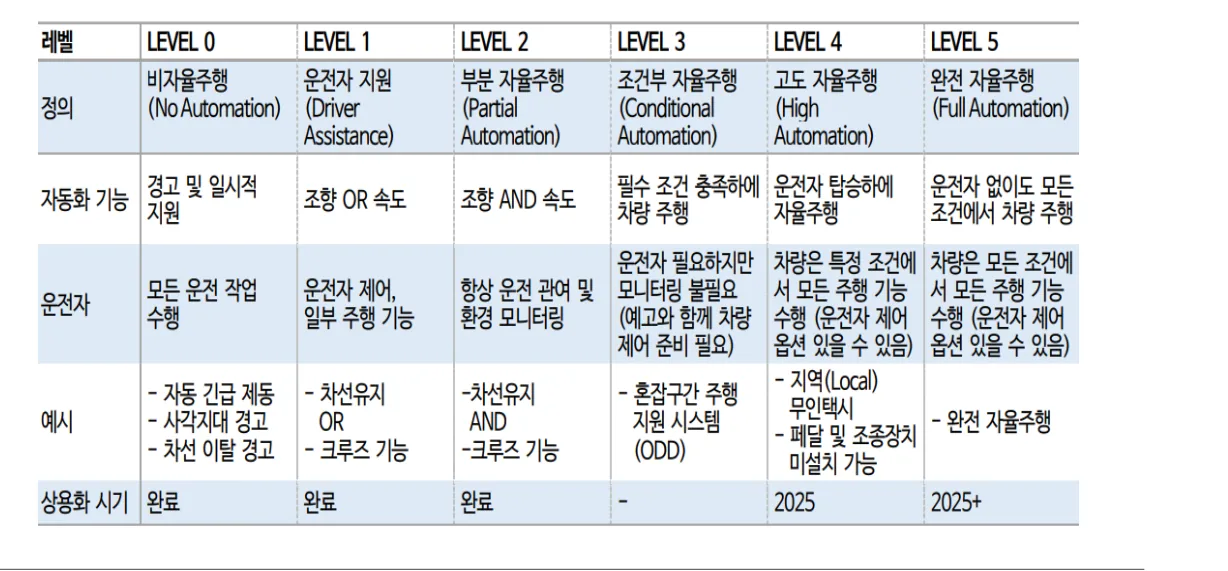 레벨 LEVEL 0 LEVEL 1 LEVEL 2 LEVEL 3 LEVEL 4 LEVEL 5
정의
비자율주행
(No Automation)
운전자 지원
(Driver
Assistance)
부분 자율주행
(Partial
Automation)
조건부 자율주행
(Conditional
Automation)
고도 자율주행
(High
Automation)
완전 자율주행
(Full Automation)
자동화 기능
경고 및 일시적
지원
조향 OR 속도
조향 AND 속도
필수 조건 충족하에
차량 주행
운전자 탑승하에
자율주행
운전자 없이도 모든
조건에서 차량 주행
운전자
모든 운전 작업
수행
운전자 제어,
일부 주행 기능
항상 운전 관여 및
환경 모니터링
운전자 필요하지만
모니터링 불필요
(예고와 함께 차량
제어 준비 필요)
차량은 특정 조건에
서 모든 주행 기능
수행 (운전자 제어
옵션 있을 수 있음)
차량은 모든 조건에
서 모든 주행 기능
수행 (운전자 제어
옵션 있을 수 있음)
예시
- 자동 긴급 제동
- 사각지대 경고
- 차선 이탈 경고
- 차선유지
OR
- 크루즈 기능
-차선유지
AND
-크루즈 기능
- 혼잡구간 주행
지원 시스템
(ODD)
- 지역(Local)
무인택시
- 페달 및 조종장치
미설치 가능
- 완전 자율주행
상용화 시기 완료 완료 완료 - 2025 2025+